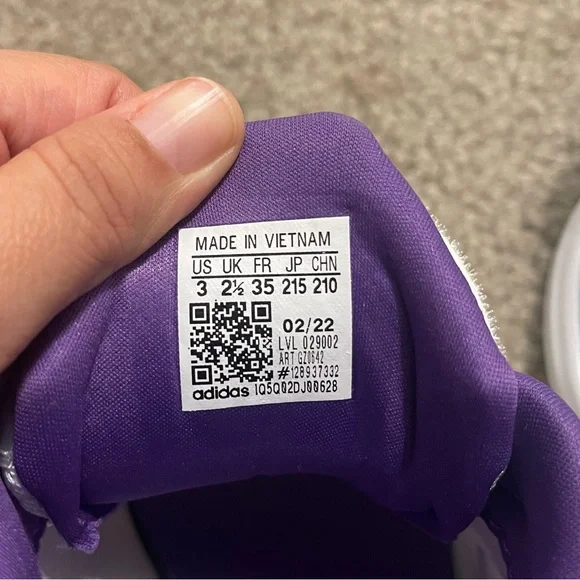 MADE IN VIETNAM
US UK FR JP CHN
3 2½ 35 215 210
02/22
LVL 029002
ART GZ0642
#128937332
adidas 1Q5Q02DJ00628